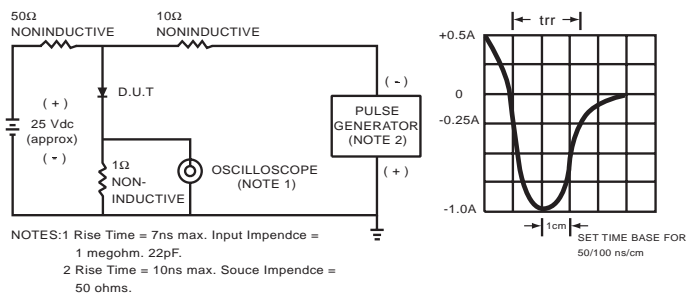 50Ω
NONINDUCTIVE
10Ω
NONINDUCTIVE
D.U.T
( + )
25 Vdc
(approx)
( - )
1Ω
NON-
INDUCTIVE
OSCILLOSCOPE
(NOTE 1)
( - )
PULSE
GENERATOR
(NOTE 2)
( + )
trr
+0.5A
0
-0.25A
-1.0A
1cm
SET TIME BASE FOR
50/100 ns/cm
NOTES:1 Rise Time = 7ns max. Input Impendce =
1 megohm. 22pF.
2 Rise Time = 10ns max. Souce Impendce =
50 ohms.